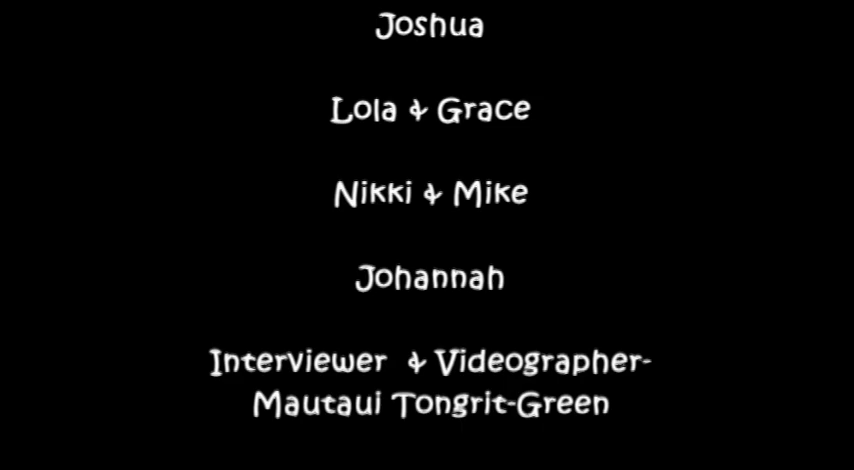 Joshua
Lola & Grace
Nikki & Mike
Johannah
Interviewer & Videographer-
Mautaui Tongrit-Green